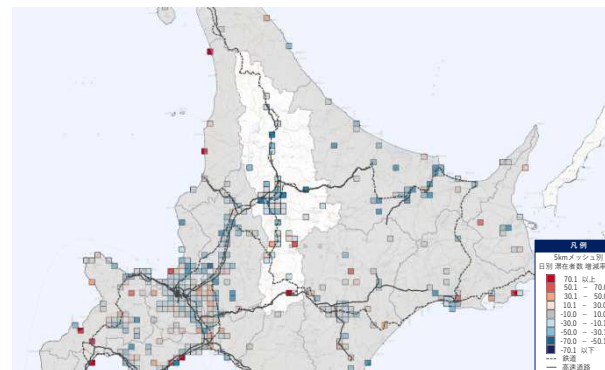 凡 例
5kmメッシュ別
日別 滞在者数 増減率
70.1 以上
50.1 – 70.0
30.1 – 50.0
10.1 – 30.0
-10.0 – 10.0
-30.0 – -10.1
-50.0 – -30.1
-70.0 – -50.1
-70.1 以下
鉄道
高速道路